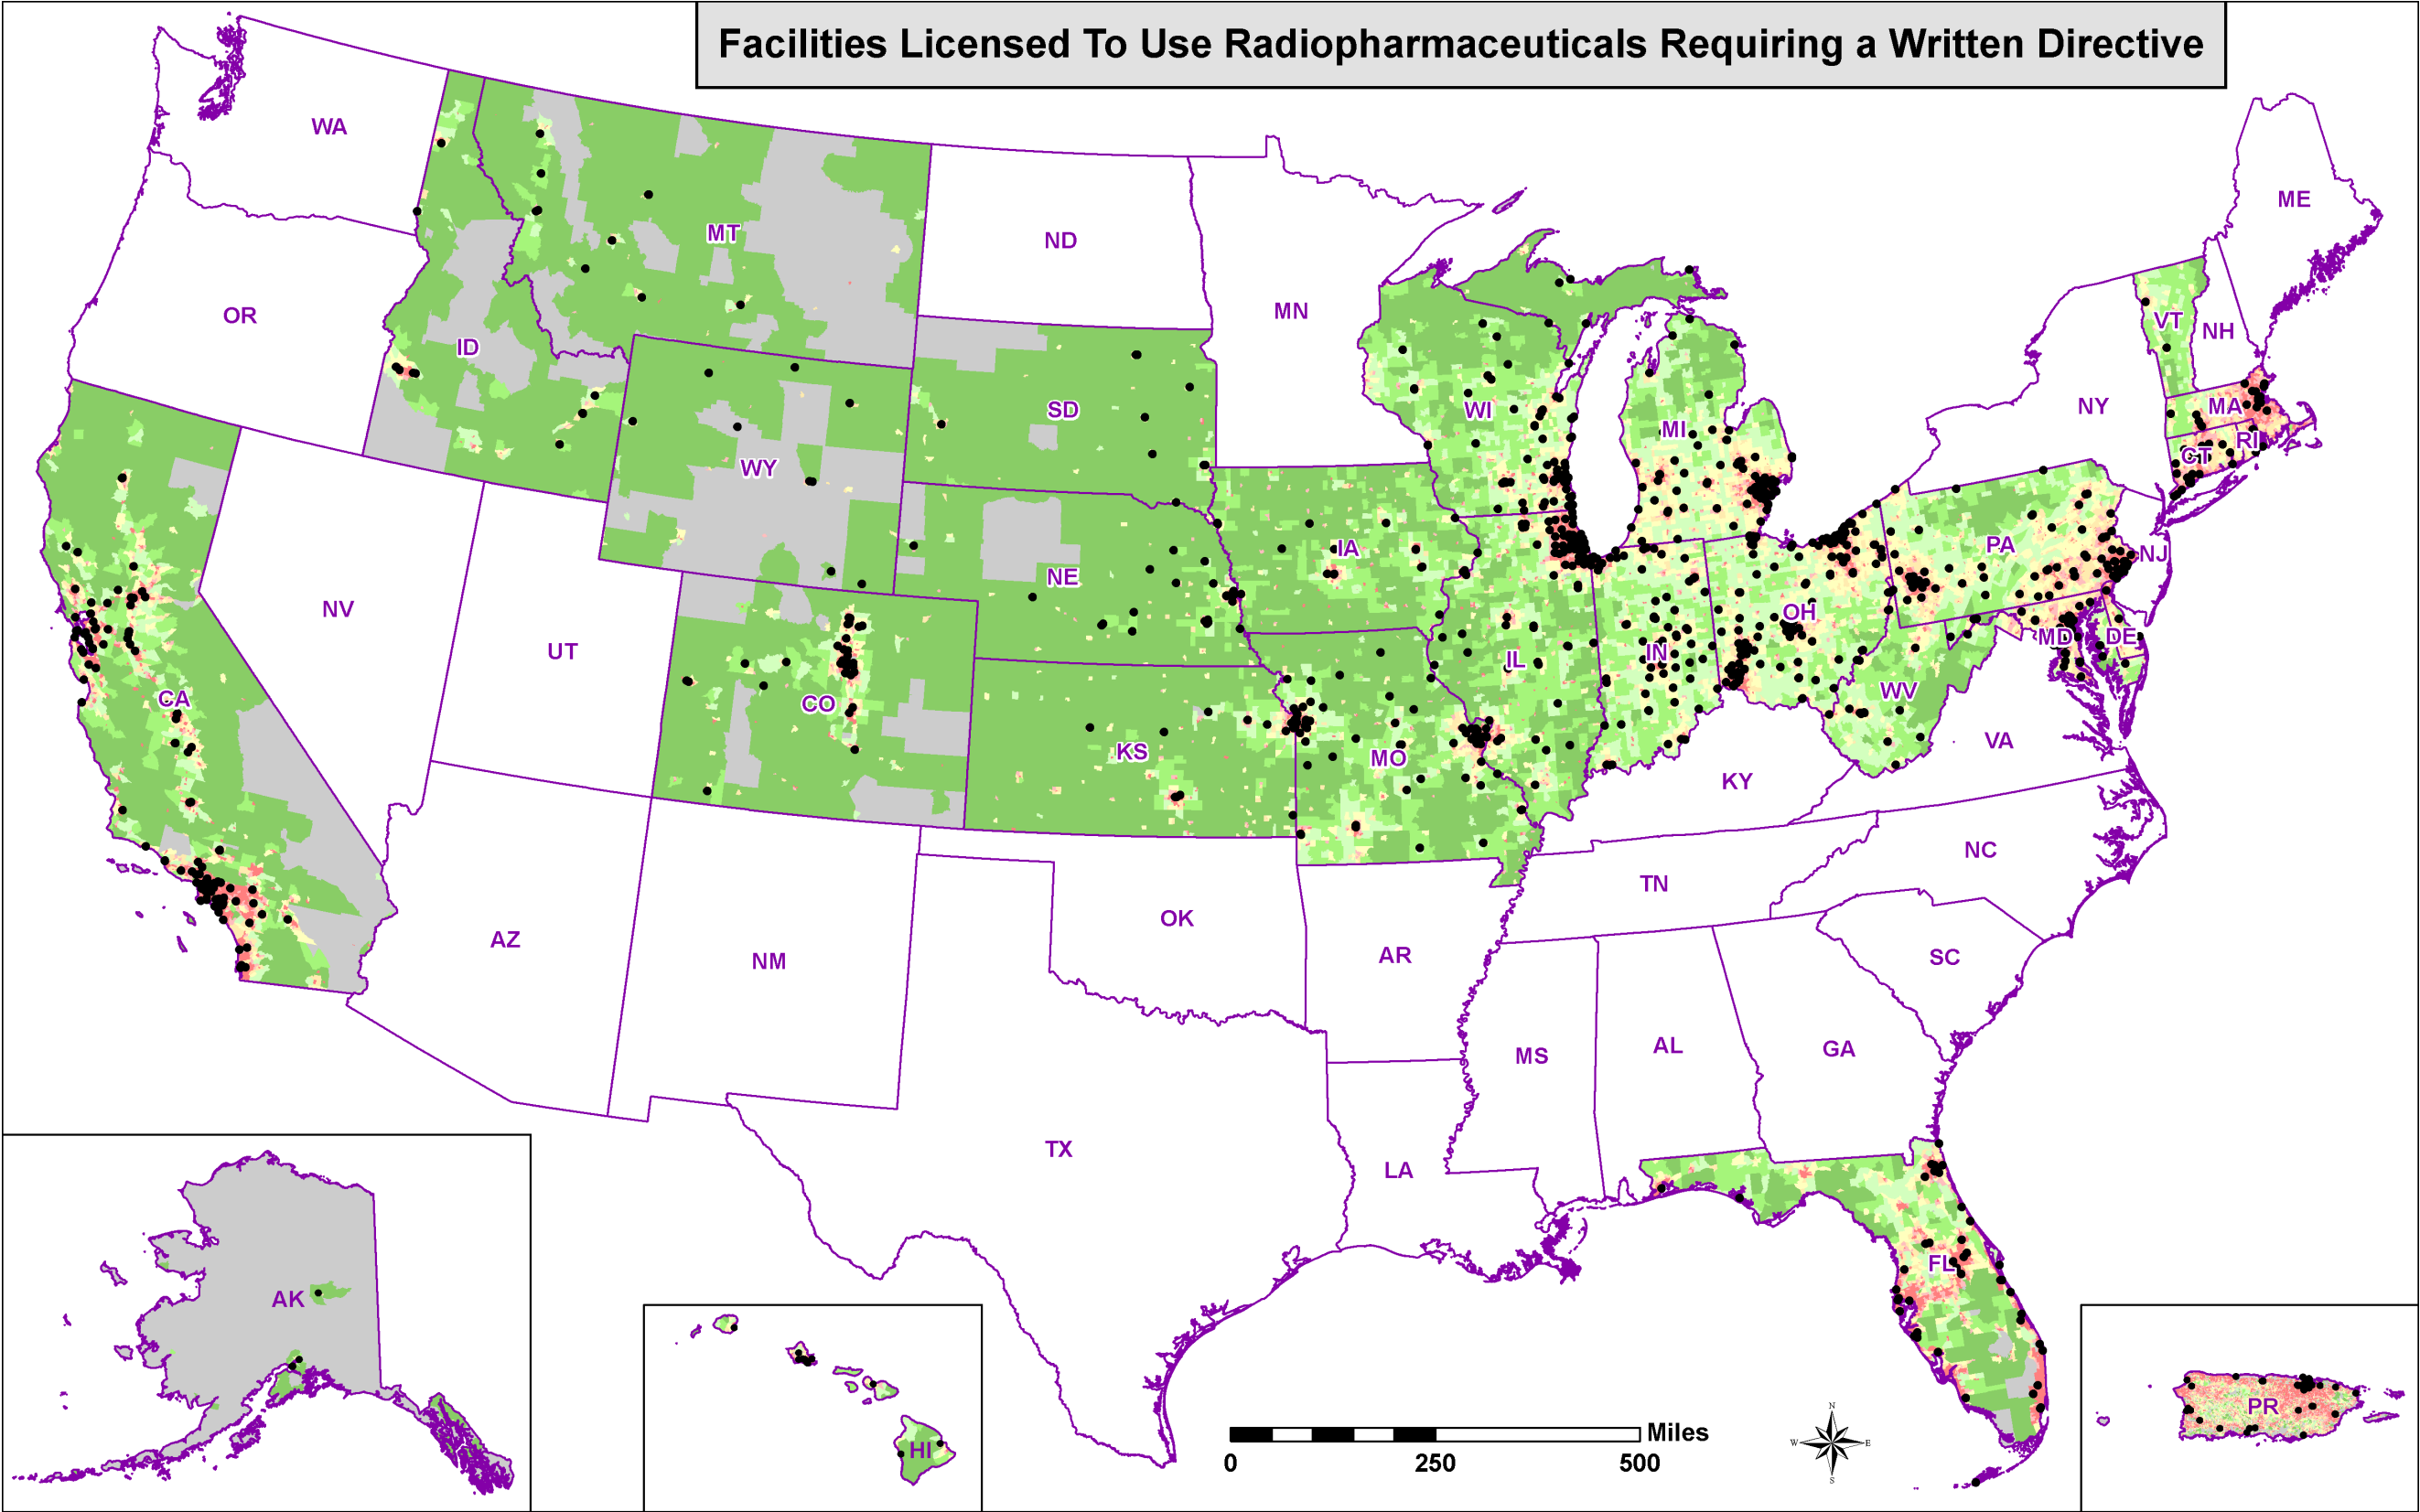 Facilities Licensed To Use Radiopharmaceuticals Requiring a Written Directive
WA
ME
MT
ND
OR
MN
VT
NH
ID
SD
WI
NY
MA
MI
RI
CT
WY
IA
PA
NJ
NE
NV
OH
UT
MD
DE
IN
IL
CA
CO
WV
KS
MO
VA
KY
NC
TN
OK
AZ
NM
AR
SC
MS
AL
GA
TX
LA
FL
AK
PR
HI
Miles
0 250 500
N
W E
S